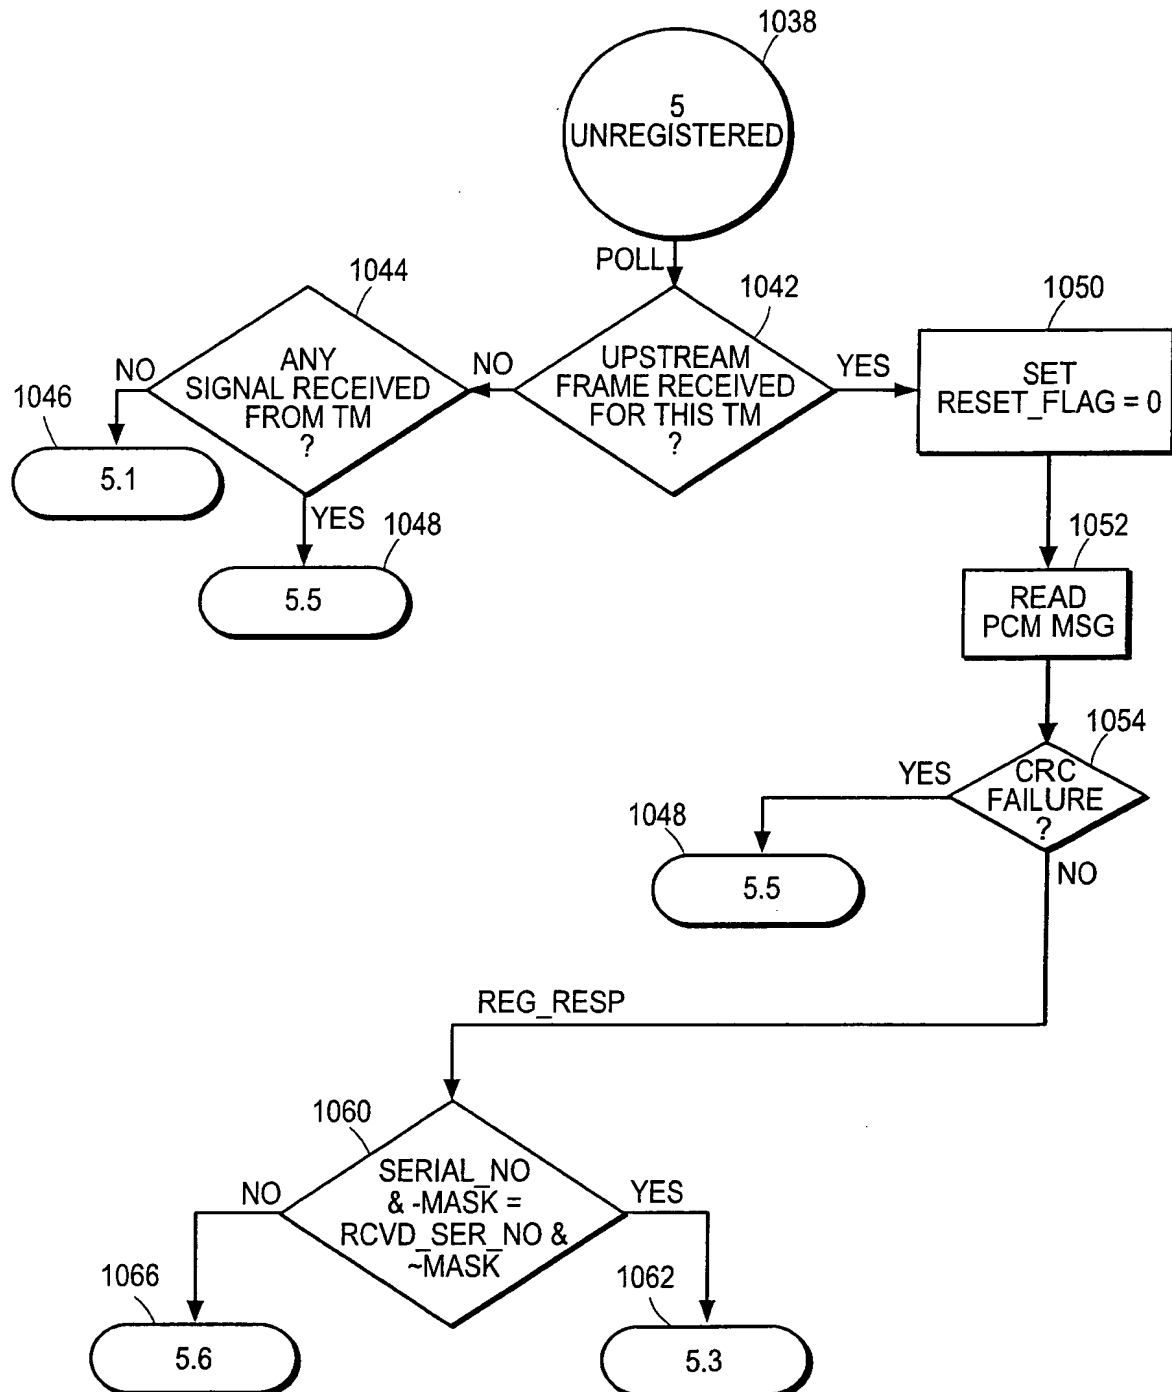 1038
5
UNREGISTERED
POLL
1044
1042
1050
NO
ANY
SIGNAL RECEIVED
FROM TM
?
NO
UPSTREAM
FRAME RECEIVED
FOR THIS TM
?
YES
SET
RESET_FLAG = 0
1046
5.1
YES
1048
5.5
1052
READ
PCM MSG
1054
YES
CRC
FAILURE
?
1048
5.5
NO
REG_RESP
1060
NO
SERIAL_NO
& -MASK =
RCVD_SER_NO &
~MASK
YES
1066
5.6
1062
5.3